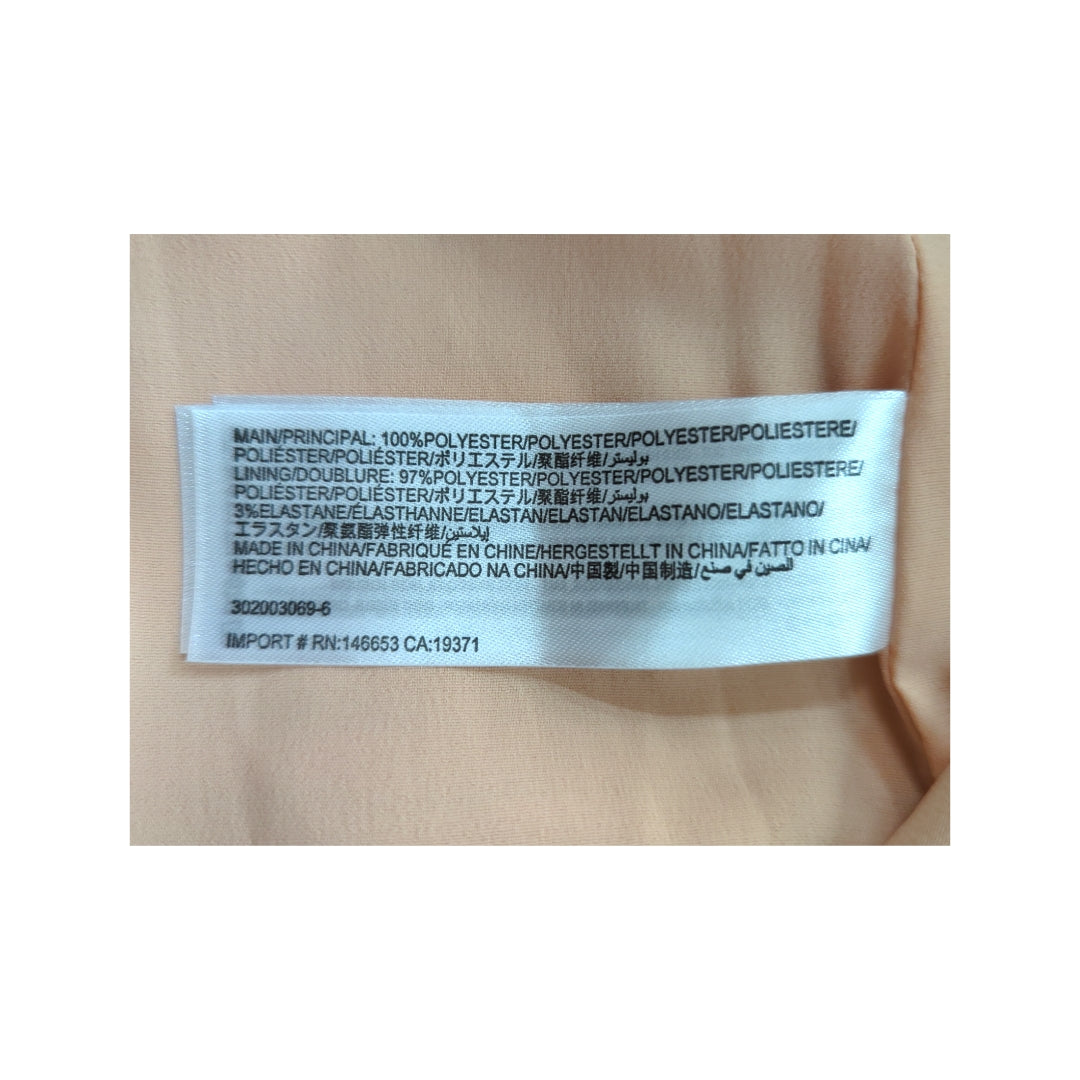 MAIN/PRINCIPAL: 100%POLYESTER/POLYESTER/POLYESTER/POLIESTERE/
POLIÉSTER/POLIÉSTER/ポリエステル/聚酯纤维/بوليستر
LINING/DOUBLURE: 97%POLYESTER/POLYESTER/POLYESTER/POLIESTERE/
POLIÉSTER/POLIÉSTER/ポリエステル/聚酯纤维/بوليستر
3%ELASTANE/ÉLASTHANNE/ELASTAN/ELASTAN/ELASTANO/ELASTANO/
エラスタン/聚氨酯弹性纤维/إيلاستين
MADE IN CHINA/FABRIQUÉ EN CHINE/HERGESTELLT IN CHINA/FATTO IN CINA/
HECHO EN CHINA/FABRICADO NA CHINA/中国製/中国制造/الصين في صنع
302003069-6
IMPORT # RN:146653 CA:19371